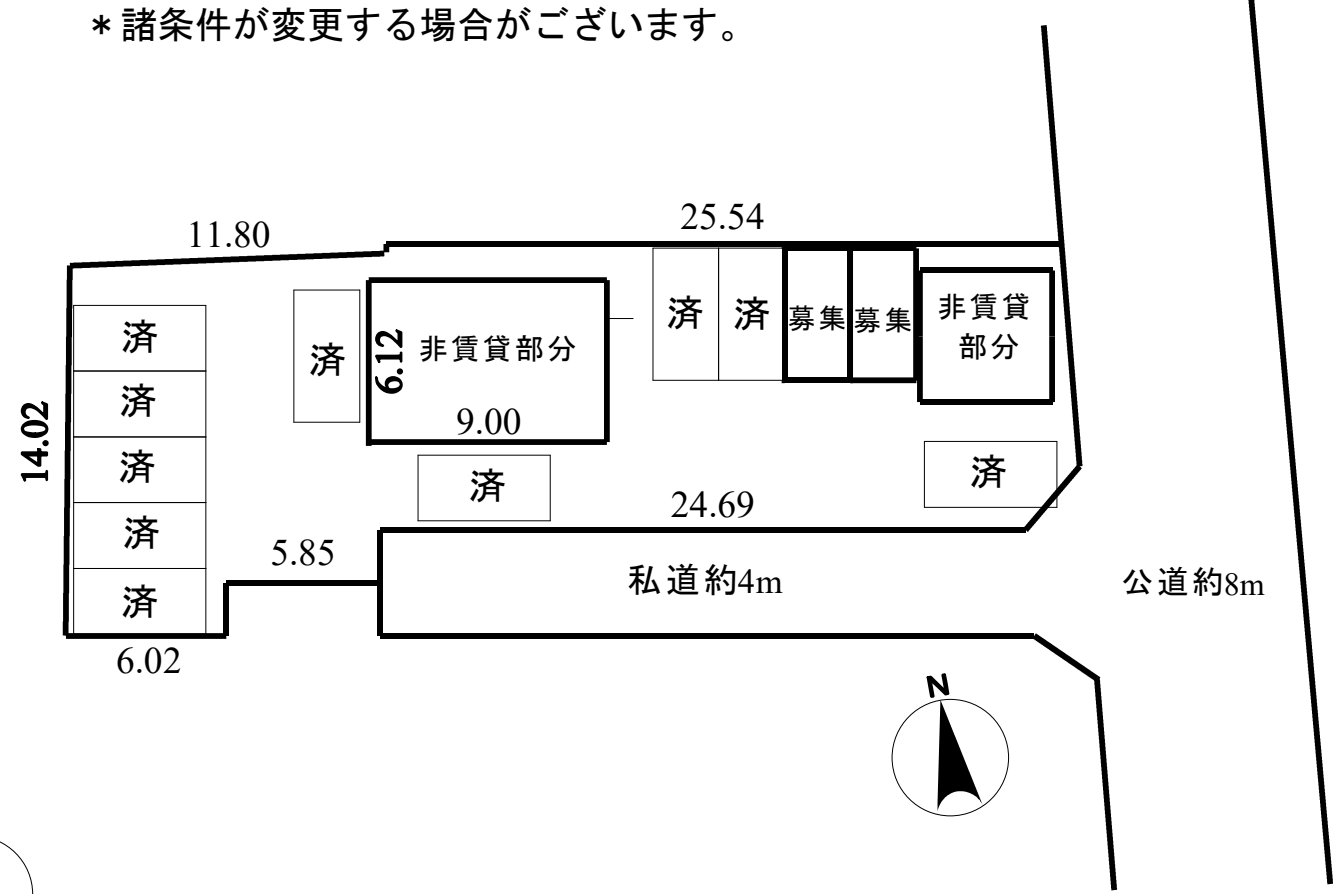 ＊諸条件が変更する場合がございます。
25.54
11.80
済
済
募集
募集
非賃貸
部分
済
済
6.12
非賃貸部分
9.00
済
14.02
済
済
済
済
済
24.69
5.85
私道約4m
公道約8m
6.02
N